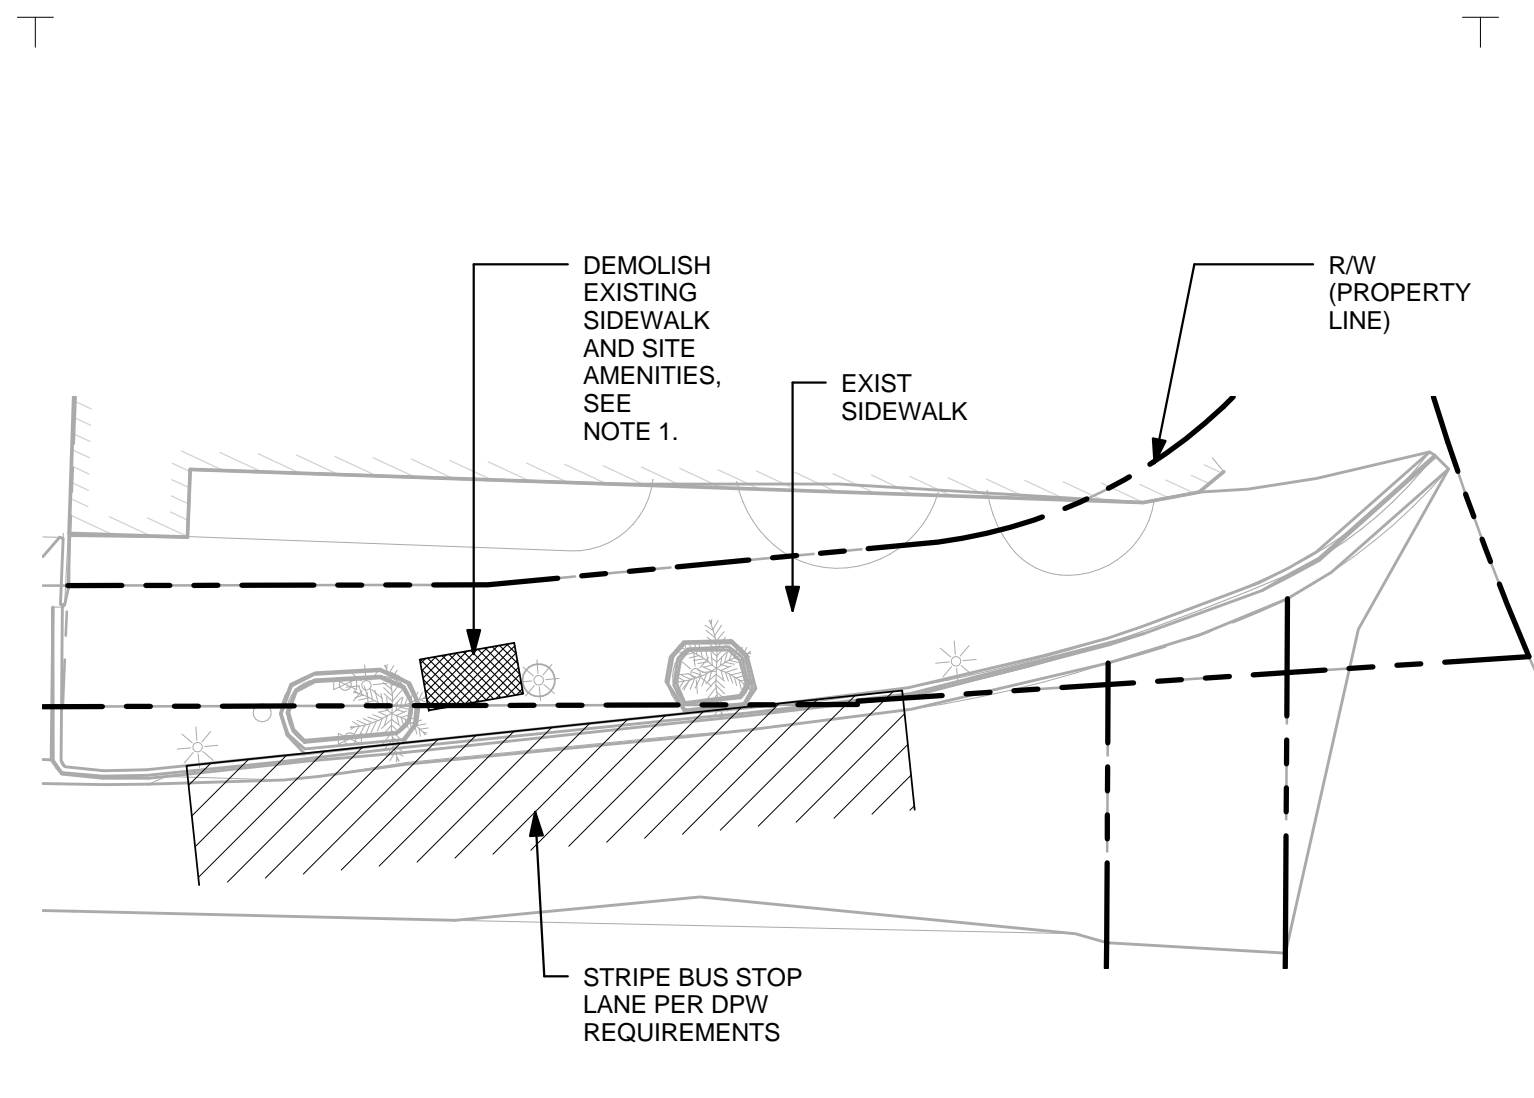 DEMOLISH
EXISTING
SIDEWALK
AND SITE
AMENITIES,
SEE
NOTE 1.
EXIST
SIDEWALK
R/W
(PROPERTY
LINE)
STRIPE BUS STOP
LANE PER DPW
REQUIREMENTS